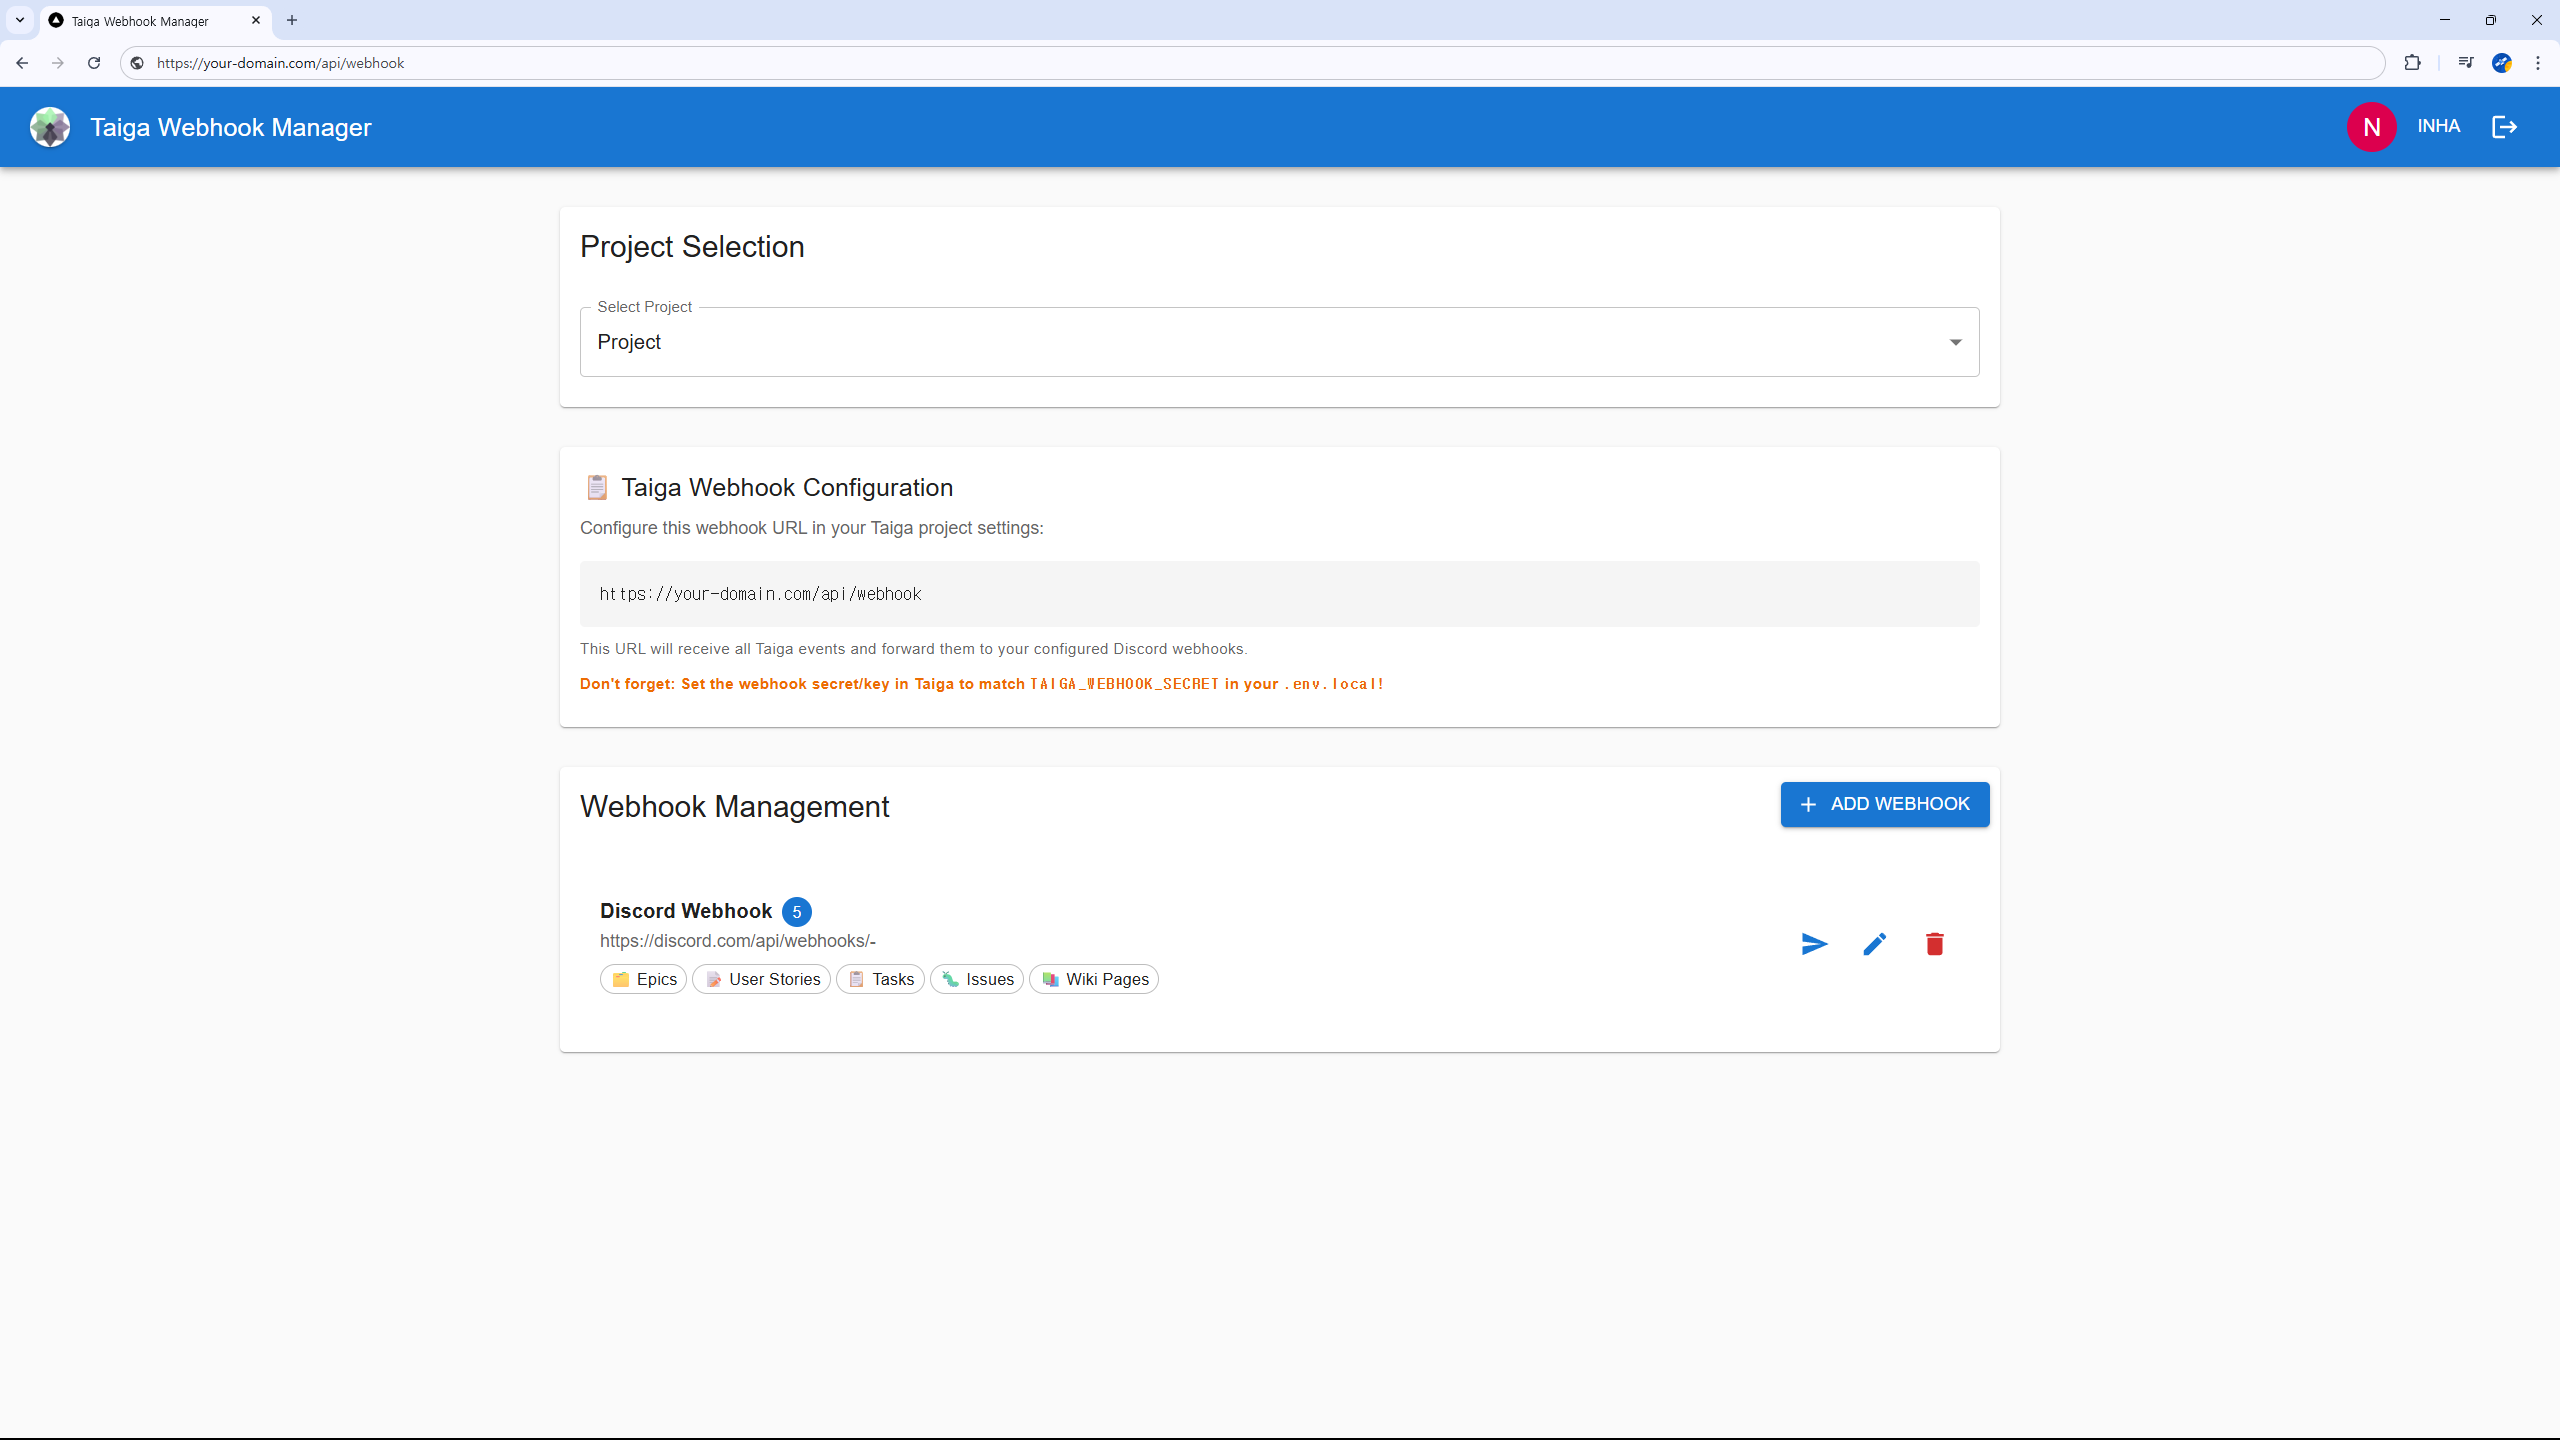 Taiga Webhook Manager
https://your-domain.com/api/webhook
Taiga Webhook Manager
N INHA
Project Selection
Select Project
Project
Taiga Webhook Configuration
Configure this webhook URL in your Taiga project settings:
https://your-domain.com/api/webhook
This URL will receive all Taiga events and forward them to your configured Discord webhooks.
Don't forget: Set the webhook secret/key in Taiga to match TAIGA_WEBHOOK_SECRET in your .env.local!
Webhook Management
ADD WEBHOOK
Discord Webhook 5
https://discord.com/api/webhooks/-
Epics User Stories Tasks Issues Wiki Pages